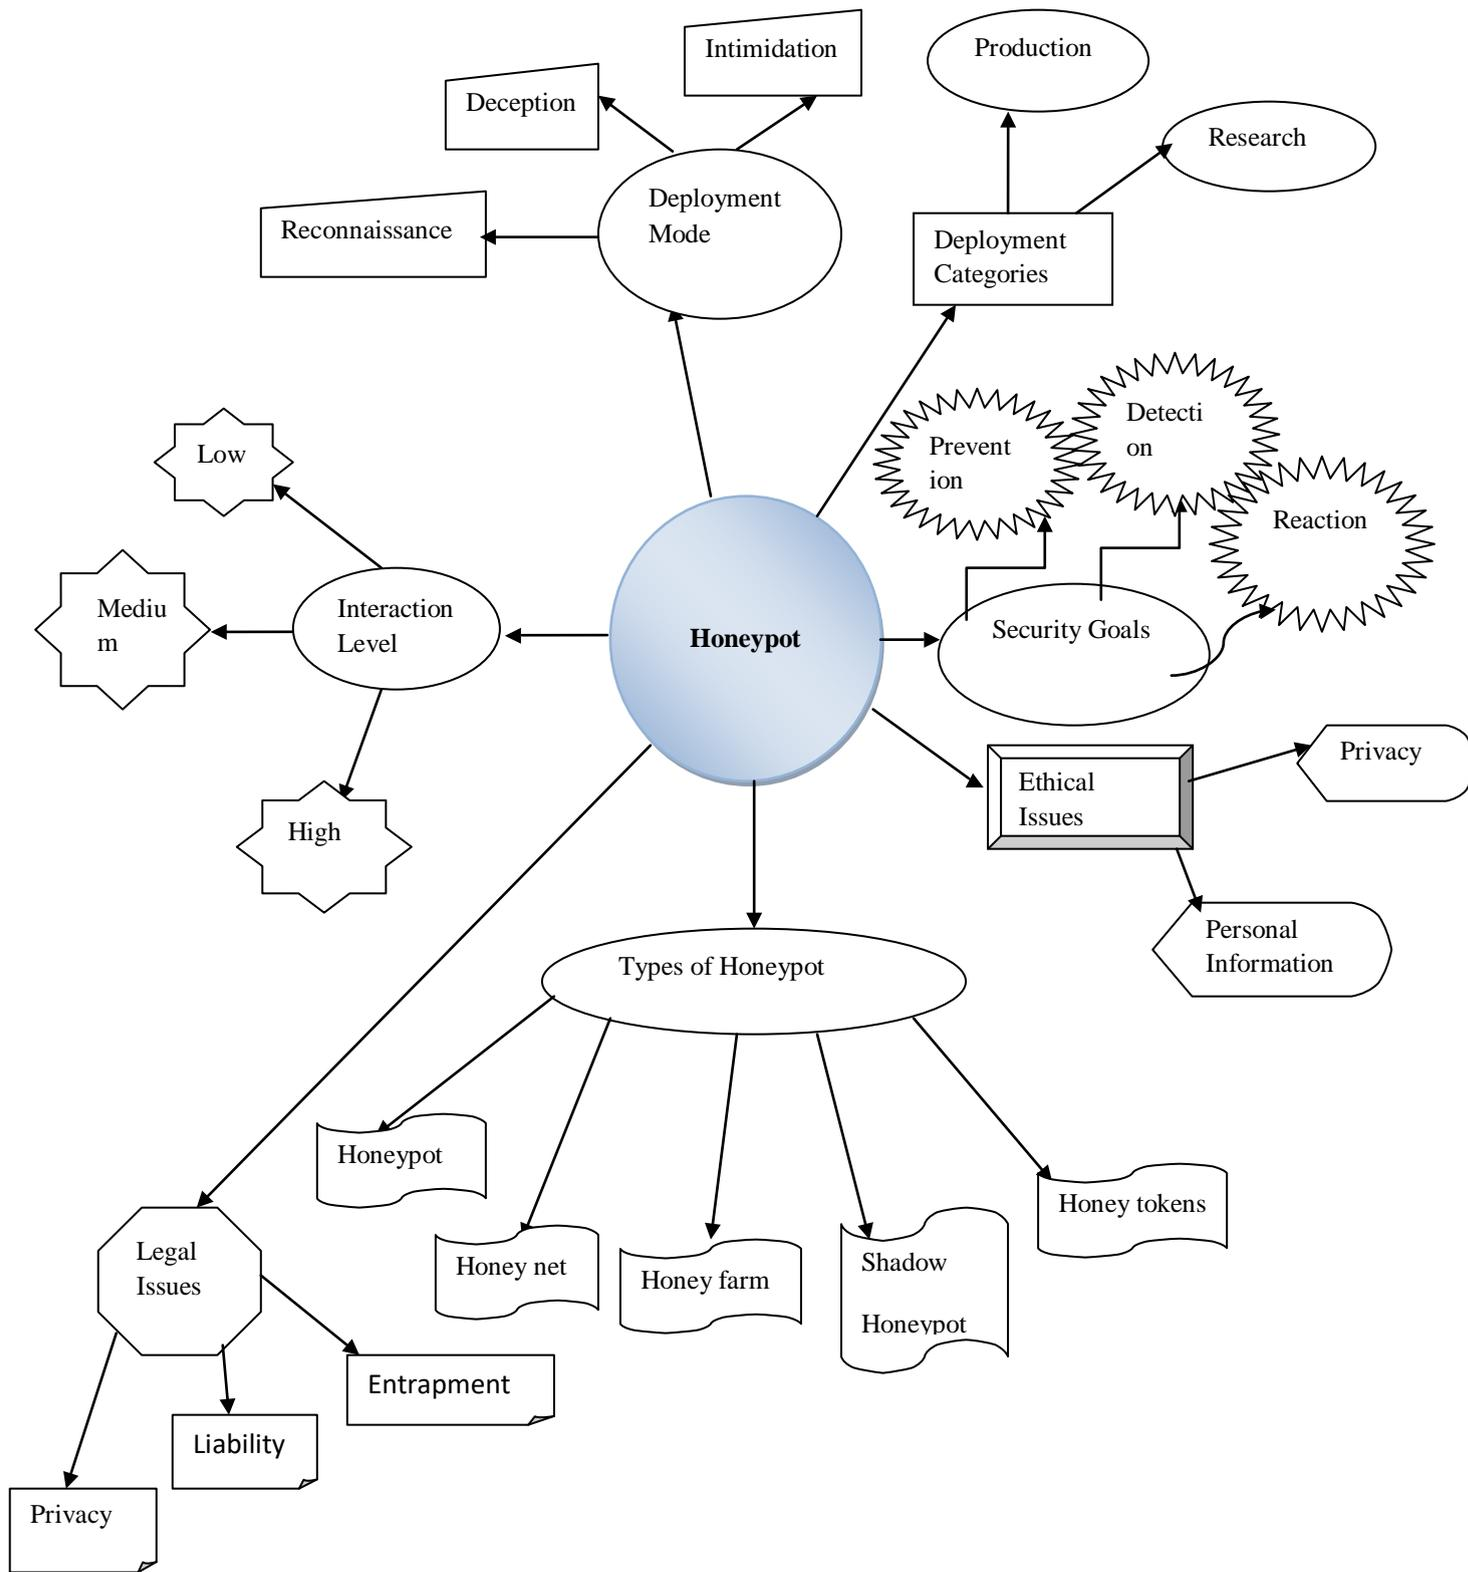 Intimidation
Production
Deception
Research
Deployment
Mode
Reconnaissance
Deployment
Categories
Detecti
on
Prevent
ion
Low
Reaction
Mediu
m
Interaction
Level
Honeypot
Security Goals
Privacy
Ethical
Issues
High
Personal
Information
Types of Honeypot
Honeypot
Honey tokens
Honey net
Honey farm
Shadow
Honeypot
Legal
Issues
Entrapment
Liability
Privacy